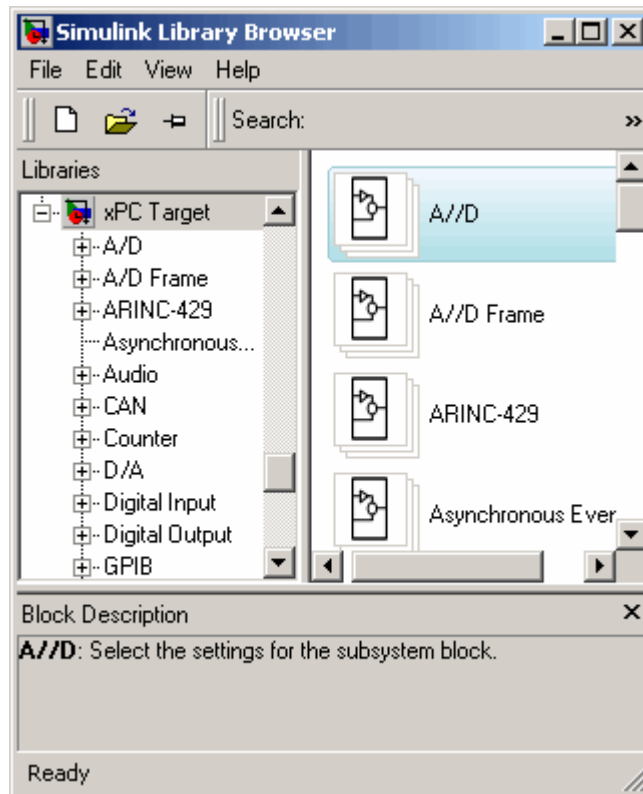 Simulink Library Browser
File Edit View Help
Search:
»
Libraries
xPC Target
A/D
A/D Frame
ARINC-429
Asynchronous...
Audio
CAN
Counter
D/A
Digital Input
Digital Output
GPIB
A//D
A//D Frame
ARINC-429
Asynchronous Ever
Block Description
A//D: Select the settings for the subsystem block.
Ready